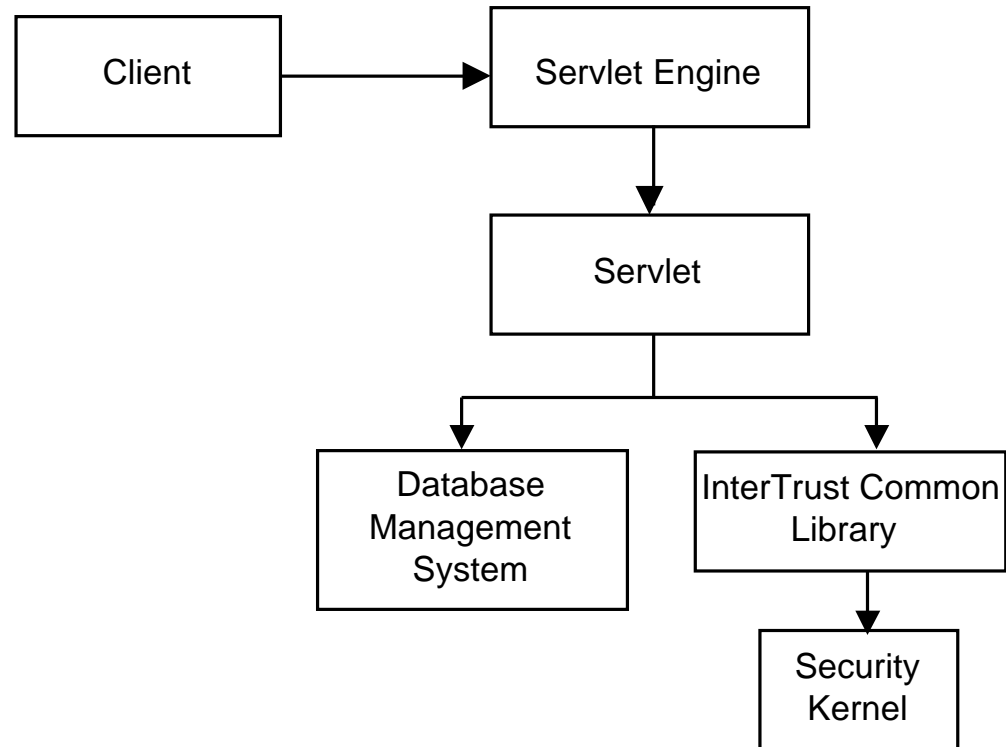 Client
Servlet Engine
Servlet
Database
Management
System
InterTrust Common
Library
Security
Kernel